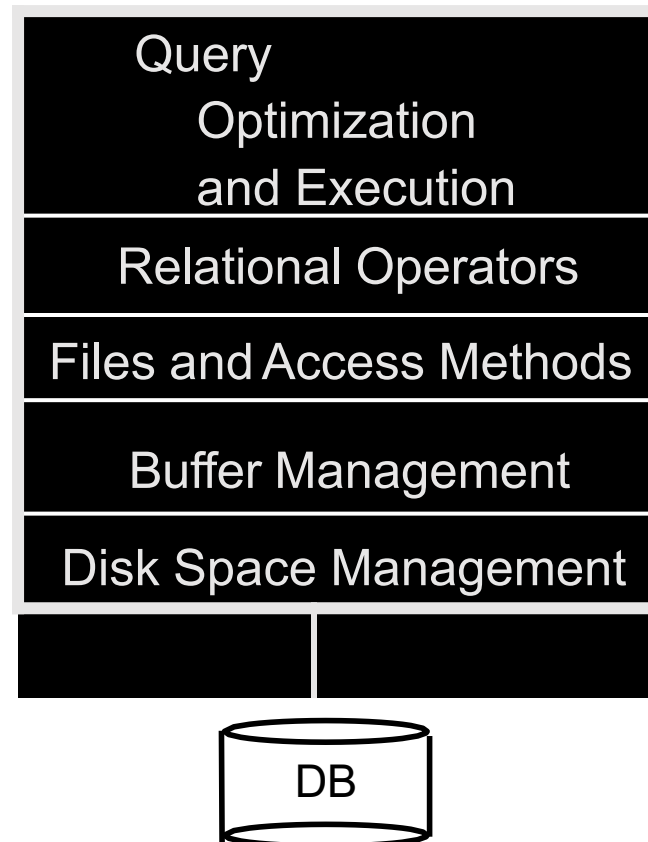 Query
Optimization
and Execution
Relational Operators
Files and Access Methods
Buffer Management
Disk Space Management
DB